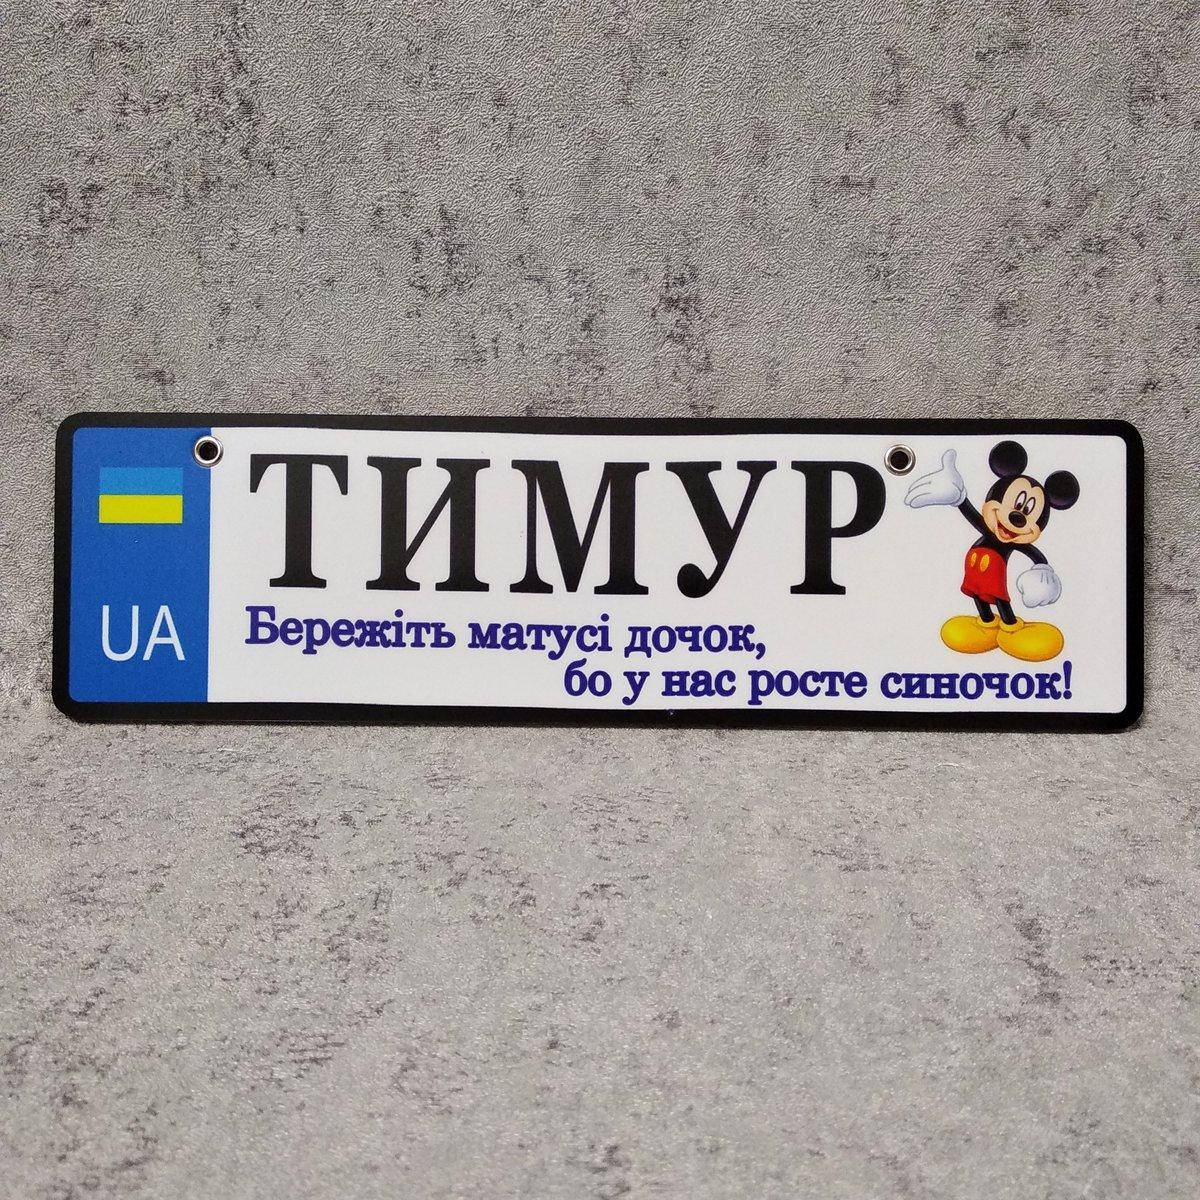 ТИМУР
UA
Бережіть матусі дочок,
бо у нас росте синочок!